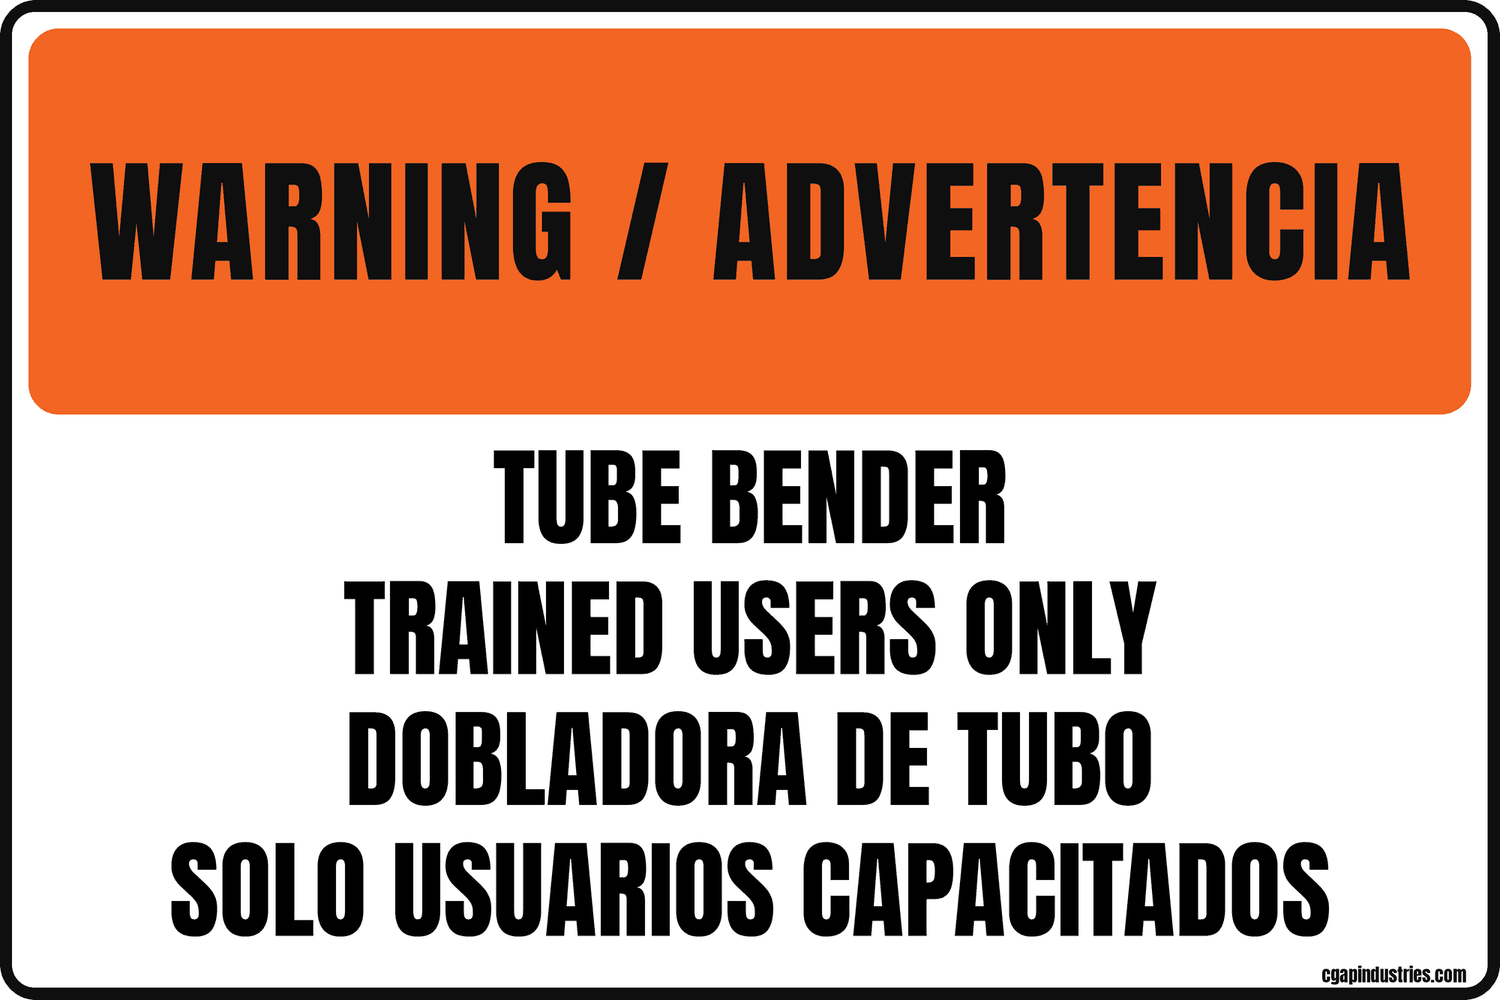 WARNING / ADVERTENCIA
TUBE BENDER
TRAINED USERS ONLY
DOBLADORA DE TUBO
SOLO USUARIOS CAPACITADOS
cgapindustries.com